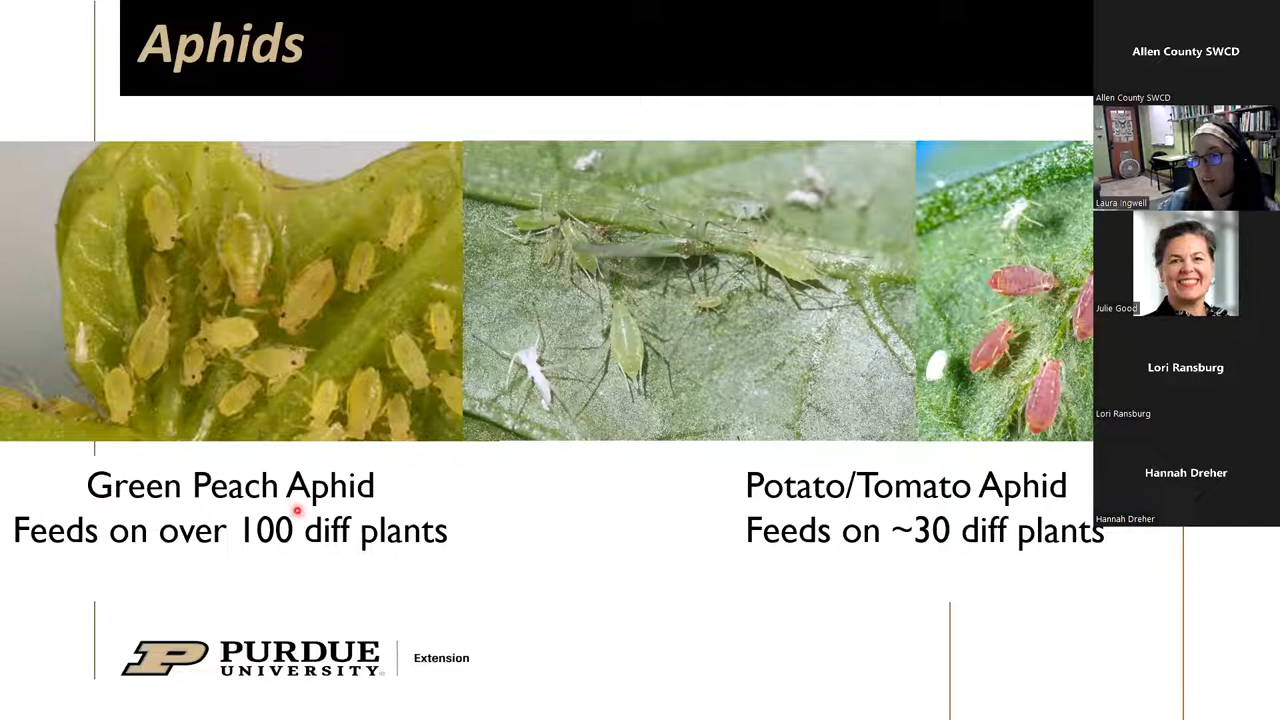 Aphids
Green Peach Aphid
Feeds on over 100 diff plants
Potato/Tomato Aphid
Feeds on ~30 diff plants
PURDUE
UNIVERSITY®
Extension
Allen County SWCD
Allen County SWCD
Laura Ingwell
Julie Good
Lori Ransburg
Lori Ransburg
Hannah Dreher
Hannah Dreher